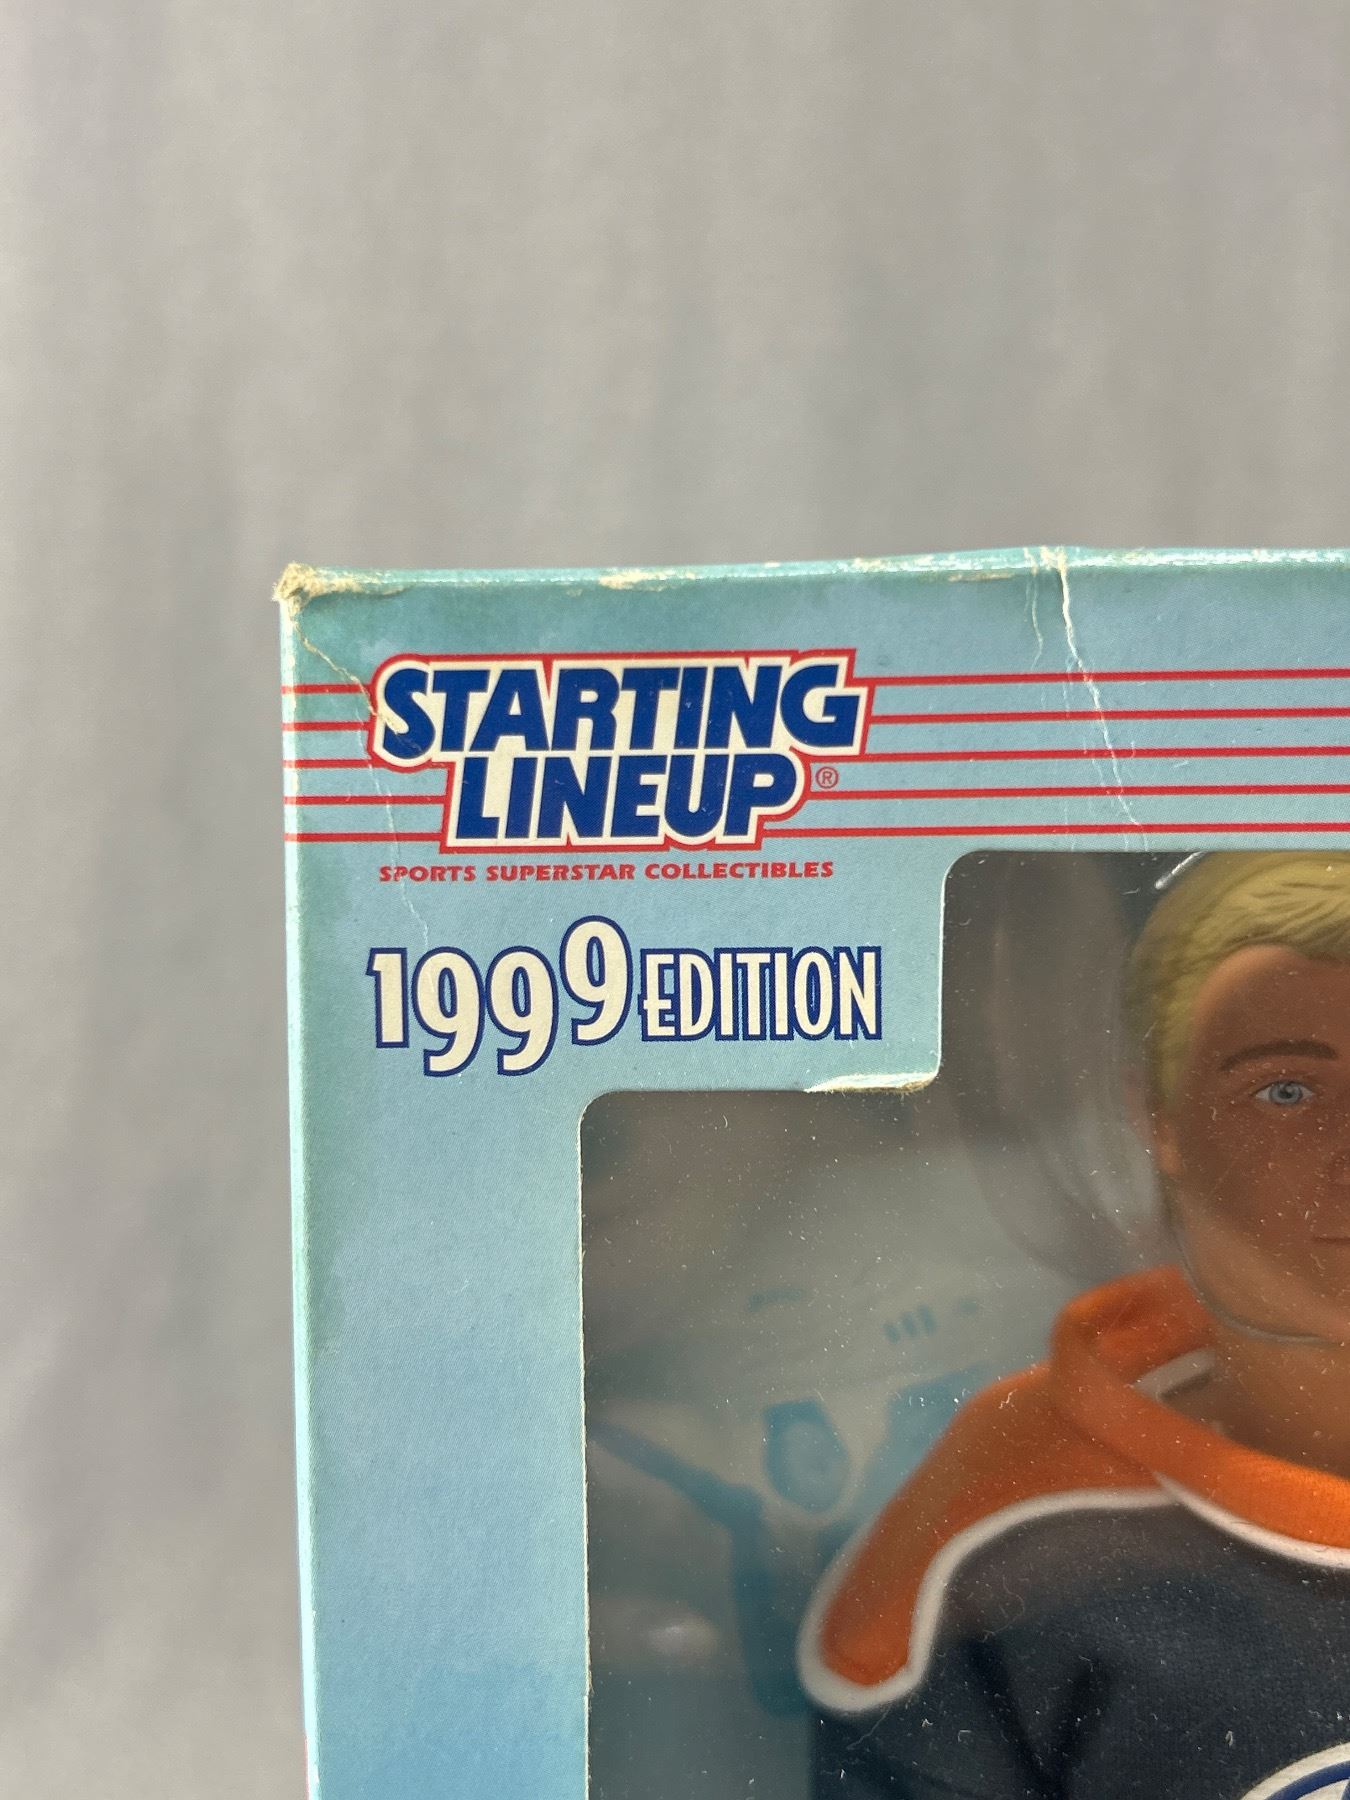 STARTING
LINEUP®
SPORTS SUPERSTAR COLLECTIBLES
1999 EDITION